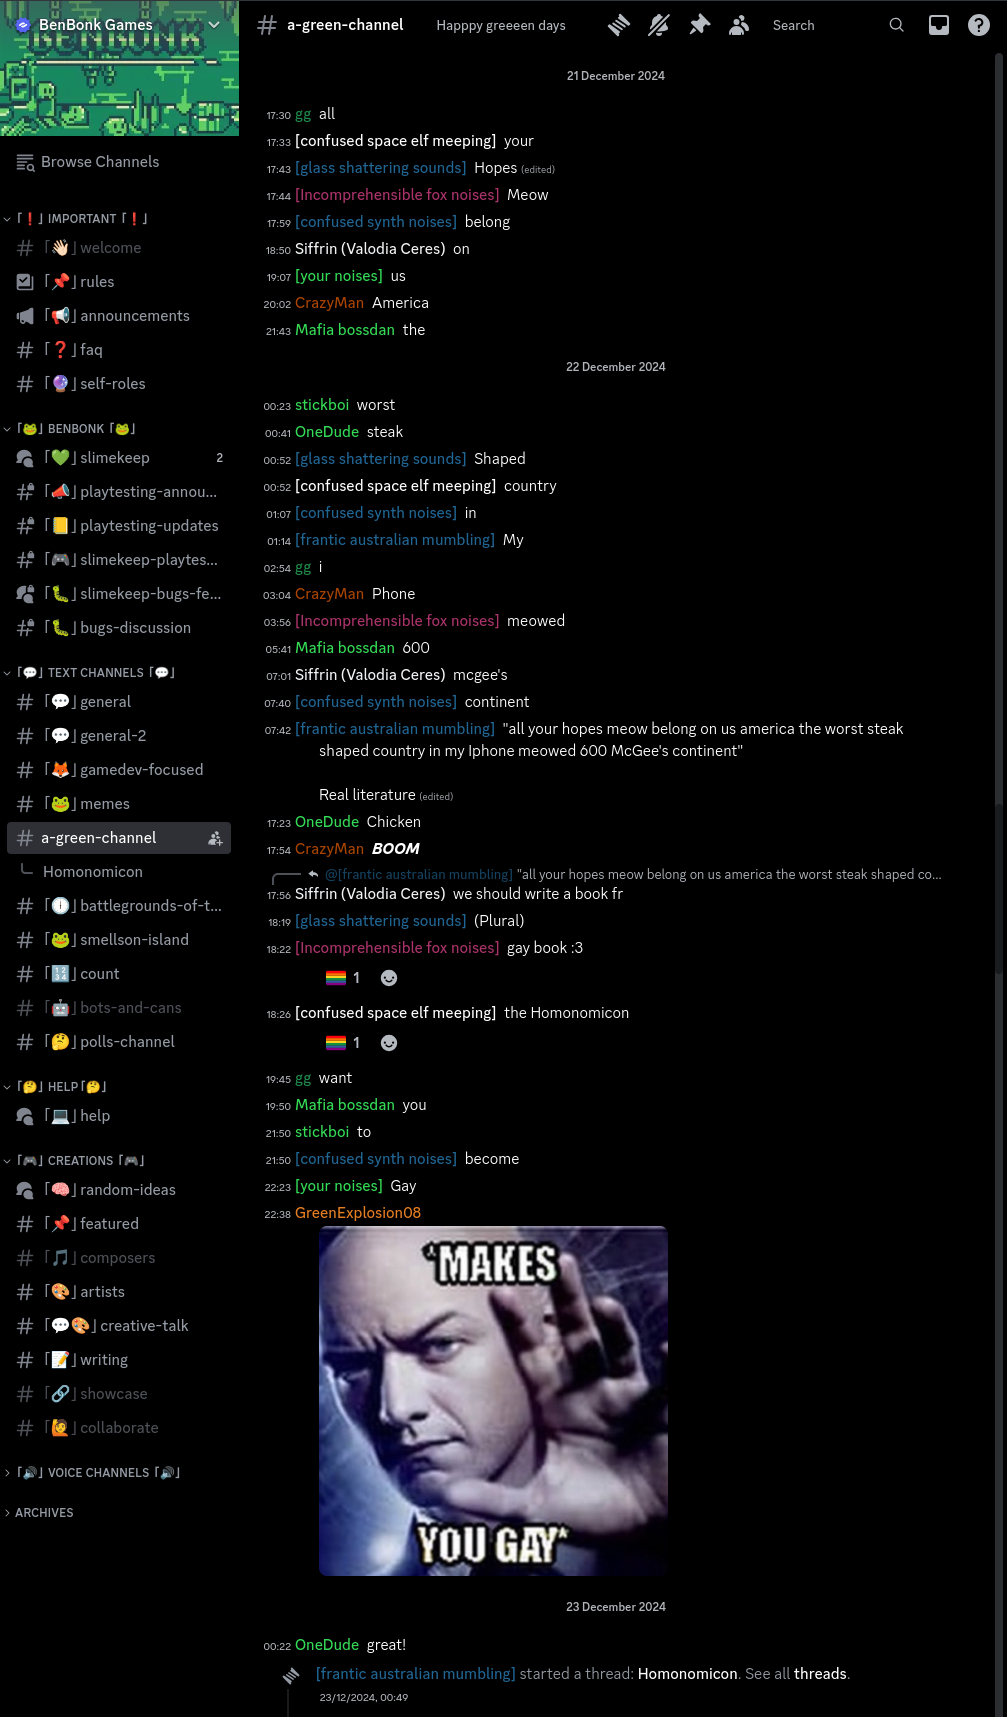 BenBonk Games
BENBONK
Browse Channels
「❗」IMPORTANT「❗」
「👋🏻」welcome
「📌」rules
「📢」announcements
「❓」faq
「🔮」self-roles
「🐸」BENBONK「🐸」
「💚」slimekeep 2
「📣」playtesting-annou...
「📒」playtesting-updates
「🎮」slimekeep-playtes...
「🐛」slimekeep-bugs-fe...
「🐛」bugs-discussion
「💬」TEXT CHANNELS「💬」
「💬」general
「💬」general-2
「🦊」gamedev-focused
「🐸」memes
a-green-channel
Homonomicon
「🕕」battlegrounds-of-t...
「🐸」smellson-island
「🔢」count
「🤖」bots-and-cans
「🤔」polls-channel
「🤔」HELP「🤔」
「💻」help
「🎮」CREATIONS「🎮」
「🧠」random-ideas
「📌」featured
「🎵」composers
「🎨」artists
「💬🎨」creative-talk
「📝」writing
「🔗」showcase
「🙋」collaborate
「🔊」VOICE CHANNELS「🔊」
ARCHIVES
# a-green-channel Happpy greeeen days Search
21 December 2024
17:30 gg all
17:33 [confused space elf meeping] your
17:43 [glass shattering sounds] Hopes (edited)
17:44 [Incomprehensible fox noises] Meow
17:59 [confused synth noises] belong
18:50 Siffrin (Valodia Ceres) on
19:07 [your noises] us
20:02 CrazyMan America
21:43 Mafia bossdan the
22 December 2024
00:23 stickboi worst
00:41 OneDude steak
00:52 [glass shattering sounds] Shaped
00:52 [confused space elf meeping] country
01:07 [confused synth noises] in
01:14 [frantic australian mumbling] My
02:54 gg i
03:04 CrazyMan Phone
03:56 [Incomprehensible fox noises] meowed
05:41 Mafia bossdan 600
07:01 Siffrin (Valodia Ceres) mcgee's
07:40 [confused synth noises] continent
07:42 [frantic australian mumbling] "all your hopes meow belong on us america the worst steak
shaped country in my Iphone meowed 600 McGee's continent"
Real literature (edited)
17:23 OneDude Chicken
17:54 CrazyMan BOOM
@[frantic australian mumbling] "all your hopes meow belong on us america the worst steak shaped co...
17:56 Siffrin (Valodia Ceres) we should write a book fr
18:19 [glass shattering sounds] (Plural)
18:22 [Incomprehensible fox noises] gay book :3
1
18:26 [confused space elf meeping] the Homonomicon
1
19:45 gg want
19:50 Mafia bossdan you
21:50 stickboi to
21:50 [confused synth noises] become
22:23 [your noises] Gay
22:38 GreenExplosion08
*MAKES
YOU GAY*
23 December 2024
00:22 OneDude great!
[frantic australian mumbling] started a thread: Homonomicon. See all threads.
23/12/2024, 00:49